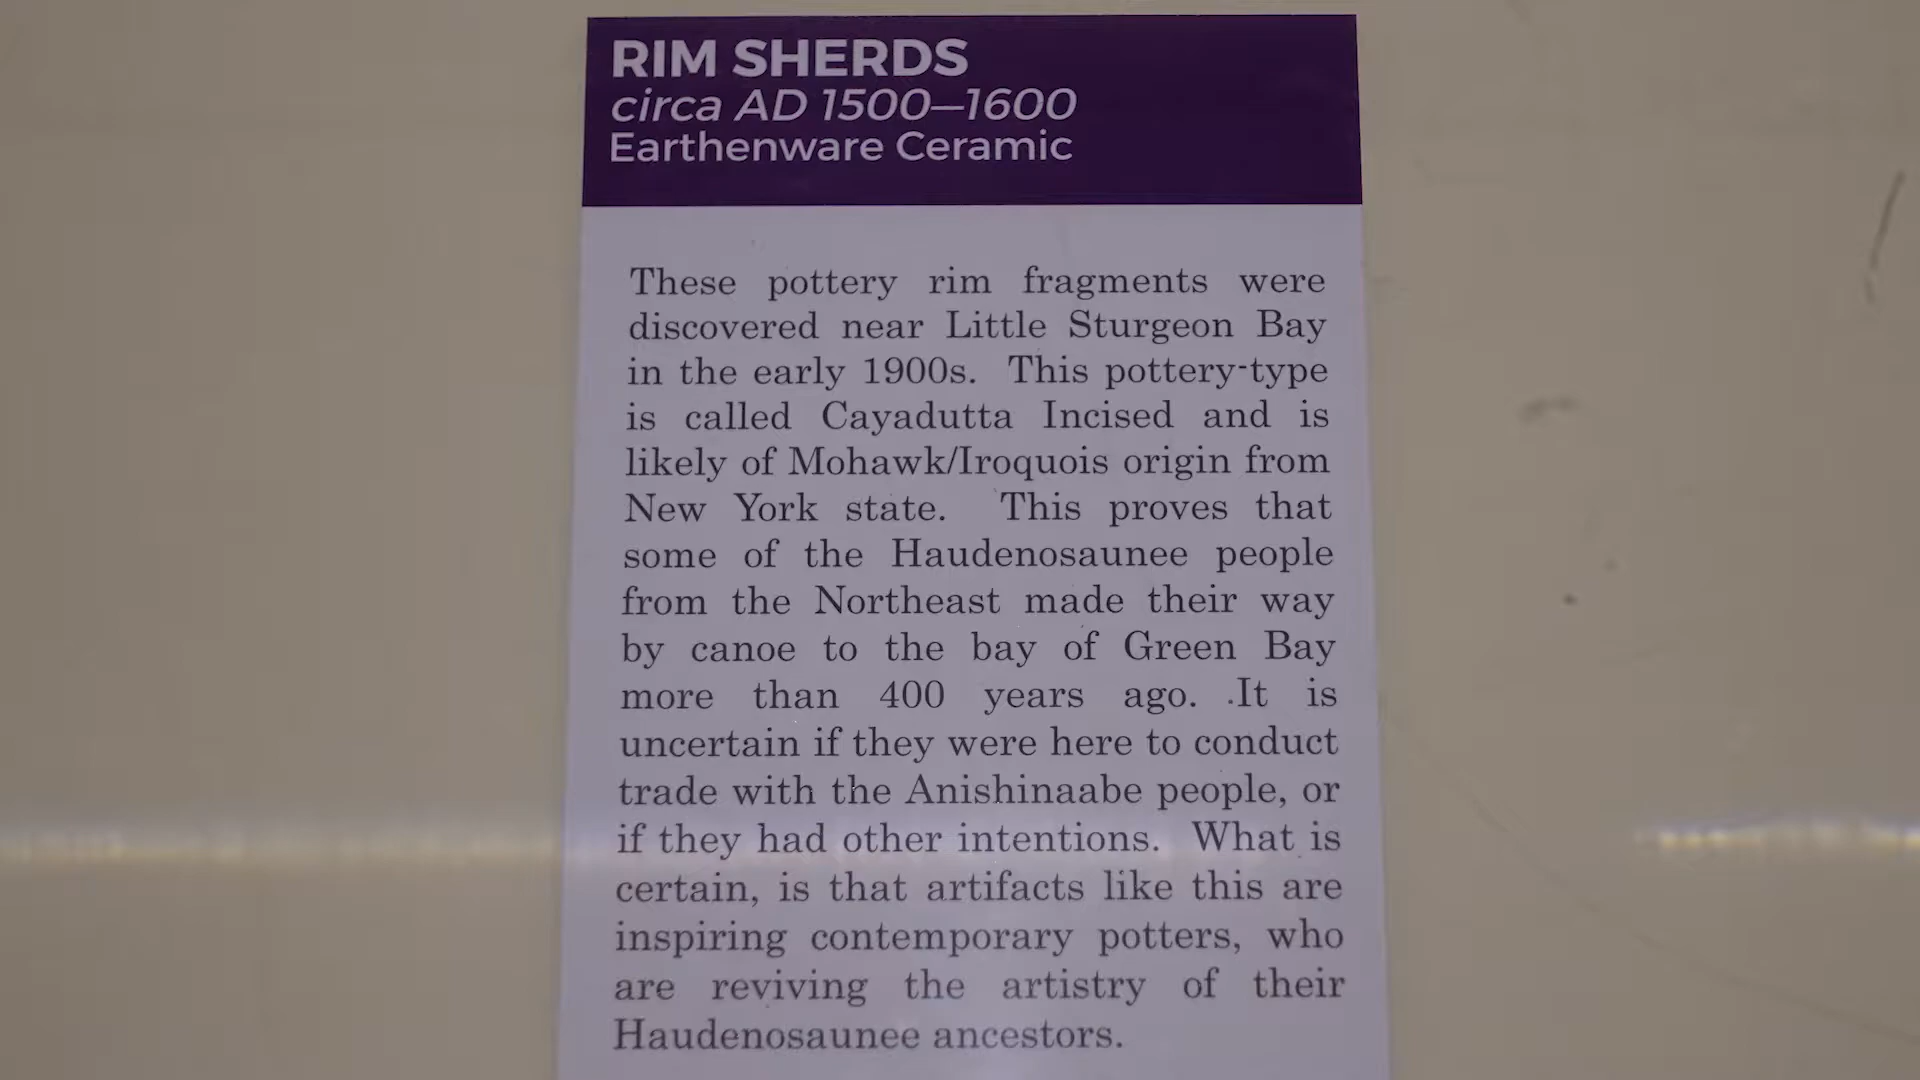 RIM SHERDS
circa AD 1500—1600
Earthenware Ceramic
These pottery rim fragments were
discovered near Little Sturgeon Bay
in the early 1900s. This pottery-type
is called Cayadutta Incised and is
likely of Mohawk/Iroquois origin from
New York state. This proves that
some of the Haudenosaunee people
from the Northeast made their way
by canoe to the bay of Green Bay
more than 400 years ago. It is
uncertain if they were here to conduct
trade with the Anishinaabe people, or
if they had other intentions. What is
certain, is that artifacts like this are
inspiring contemporary potters, who
are reviving the artistry of their
Haudenosaunee ancestors.